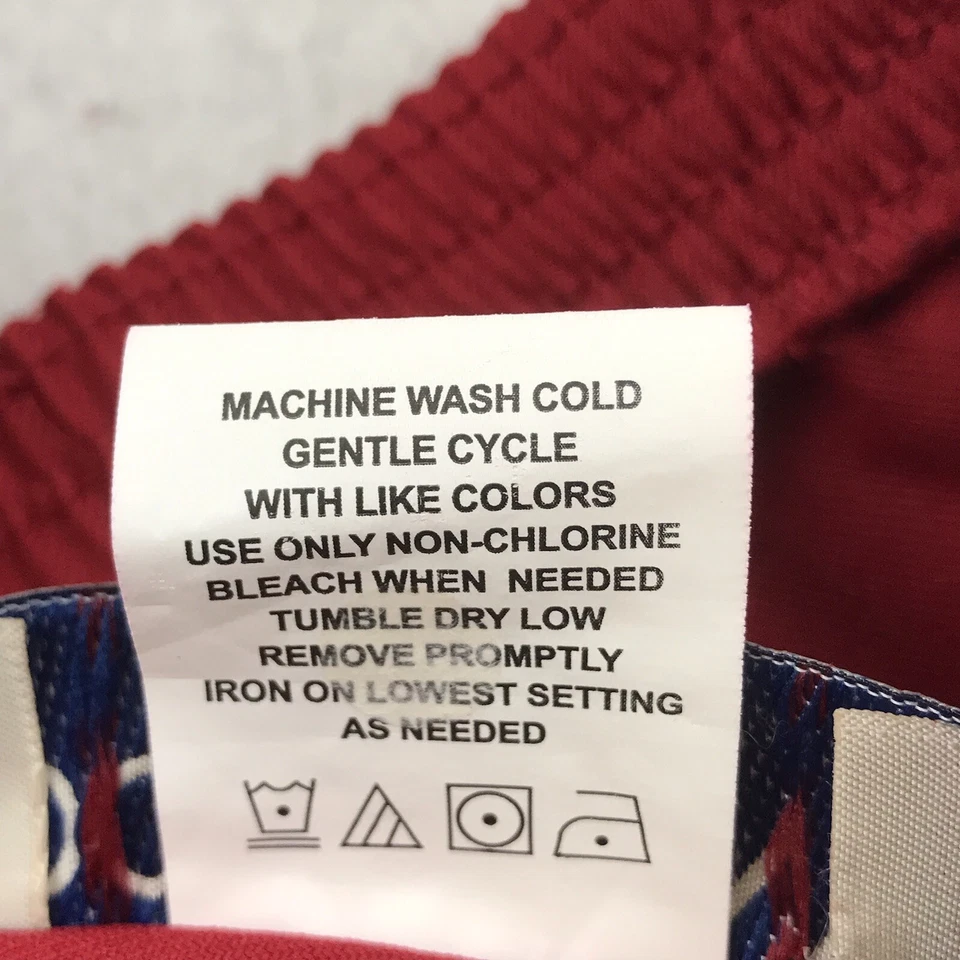 MACHINE WASH COLD
GENTLE CYCLE
WITH LIKE COLORS
USE ONLY NON-CHLORINE
BLEACH WHEN NEEDED
TUMBLE DRY LOW
REMOVE PROMPTLY
IRON ON LOWEST SETTING
AS NEEDED